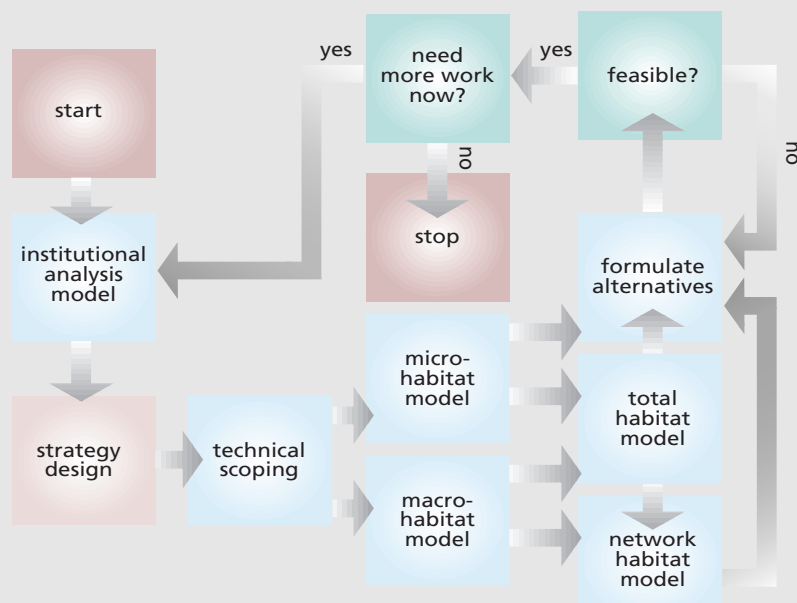 start
yes
need
more work
now?
yes
feasible?
no
no
institutional
analysis
model
stop
formulate
alternatives
micro-
habitat
model
strategy
design
technical
scoping
total
habitat
model
macro-
habitat
model
network
habitat
model